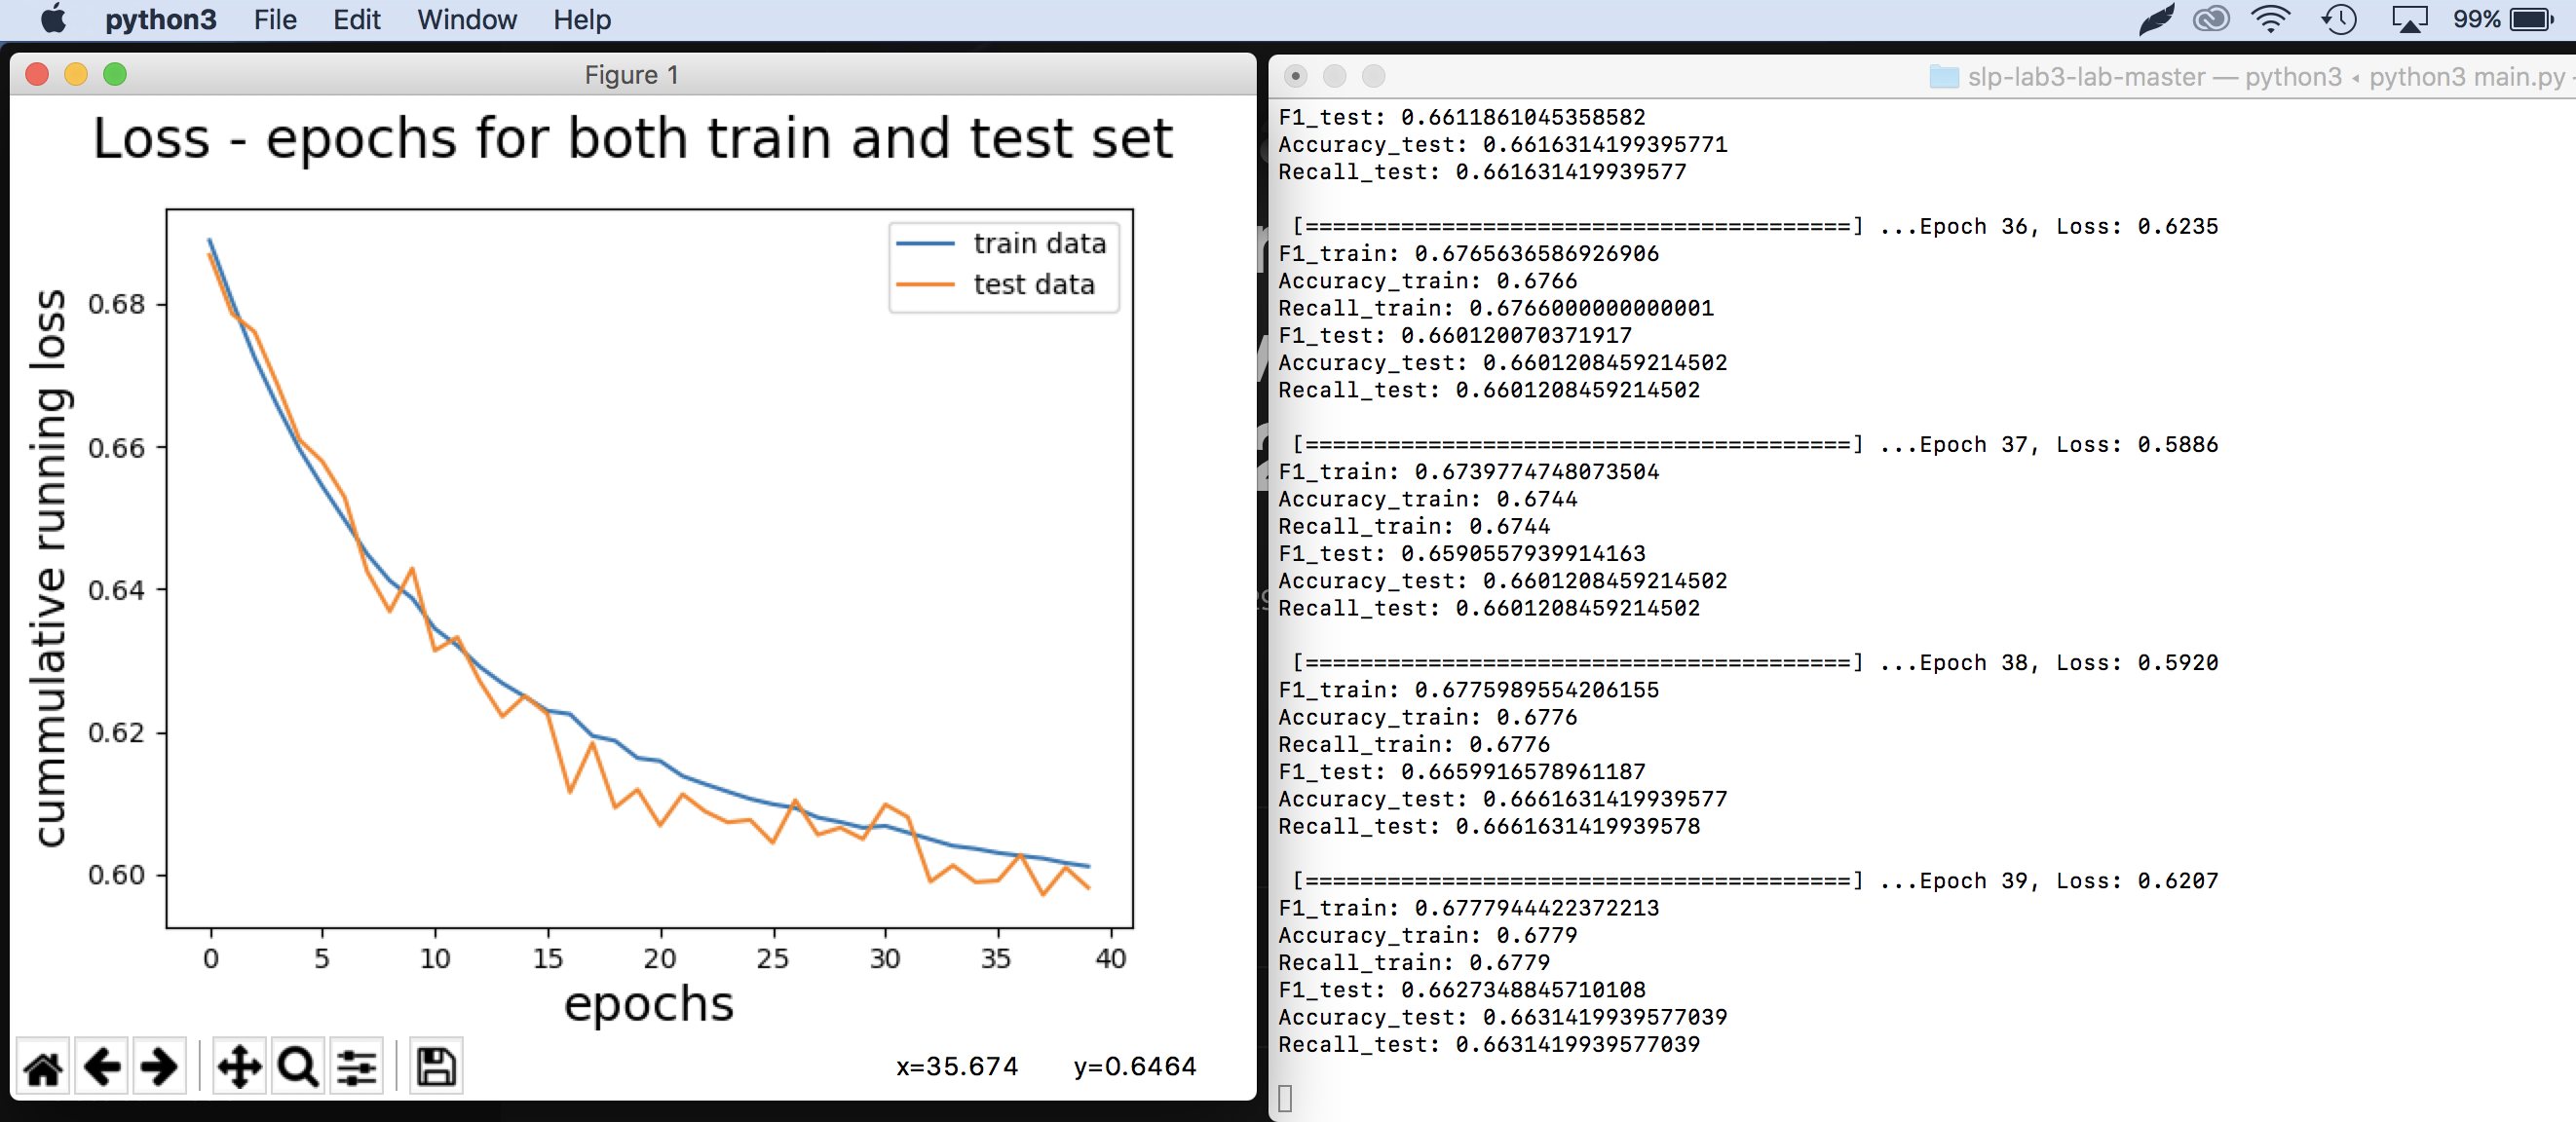 python3 File Edit Window Help 99%
Figure 1
Loss - epochs for both train and test set
train data
test data
cummulative running loss
0.68
0.66
0.64
0.62
0.60
0 5 10 15 20 25 30 35 40
epochs
x=35.674 y=0.6464
slp-lab3-lab-master — python3 ◂ python3 main.py
F1_test: 0.6611861045358582
Accuracy_test: 0.6616314199395771
Recall_test: 0.661631419939577
[========================================] ...Epoch 36, Loss: 0.6235
F1_train: 0.6765636586926906
Accuracy_train: 0.6766
Recall_train: 0.6766000000000001
F1_test: 0.660120070371917
Accuracy_test: 0.6601208459214502
Recall_test: 0.6601208459214502
[========================================] ...Epoch 37, Loss: 0.5886
F1_train: 0.6739774748073504
Accuracy_train: 0.6744
Recall_train: 0.6744
F1_test: 0.6590557939914163
Accuracy_test: 0.6601208459214502
Recall_test: 0.6601208459214502
[========================================] ...Epoch 38, Loss: 0.5920
F1_train: 0.6775989554206155
Accuracy_train: 0.6776
Recall_train: 0.6776
F1_test: 0.6659916578961187
Accuracy_test: 0.6661631419939577
Recall_test: 0.6661631419939578
[========================================] ...Epoch 39, Loss: 0.6207
F1_train: 0.6777944422372213
Accuracy_train: 0.6779
Recall_train: 0.6779
F1_test: 0.6627348845710108
Accuracy_test: 0.6631419939577039
Recall_test: 0.6631419939577039